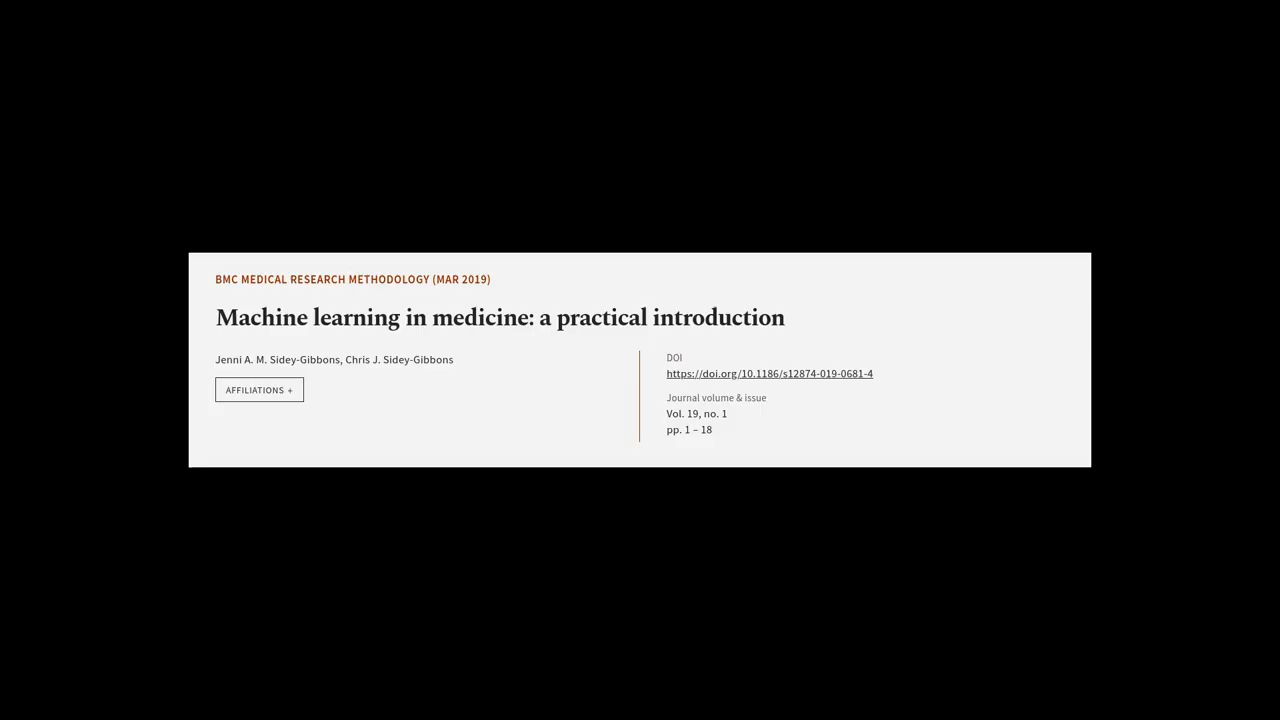 BMC MEDICAL RESEARCH METHODOLOGY (MAR 2019)
Machine learning in medicine: a practical introduction
Jenni A. M. Sidey-Gibbons, Chris J. Sidey-Gibbons
AFFILIATIONS +
DOI
https://doi.org/10.1186/s12874-019-0681-4
Journal volume & issue
Vol. 19, no. 1
pp. 1 – 18